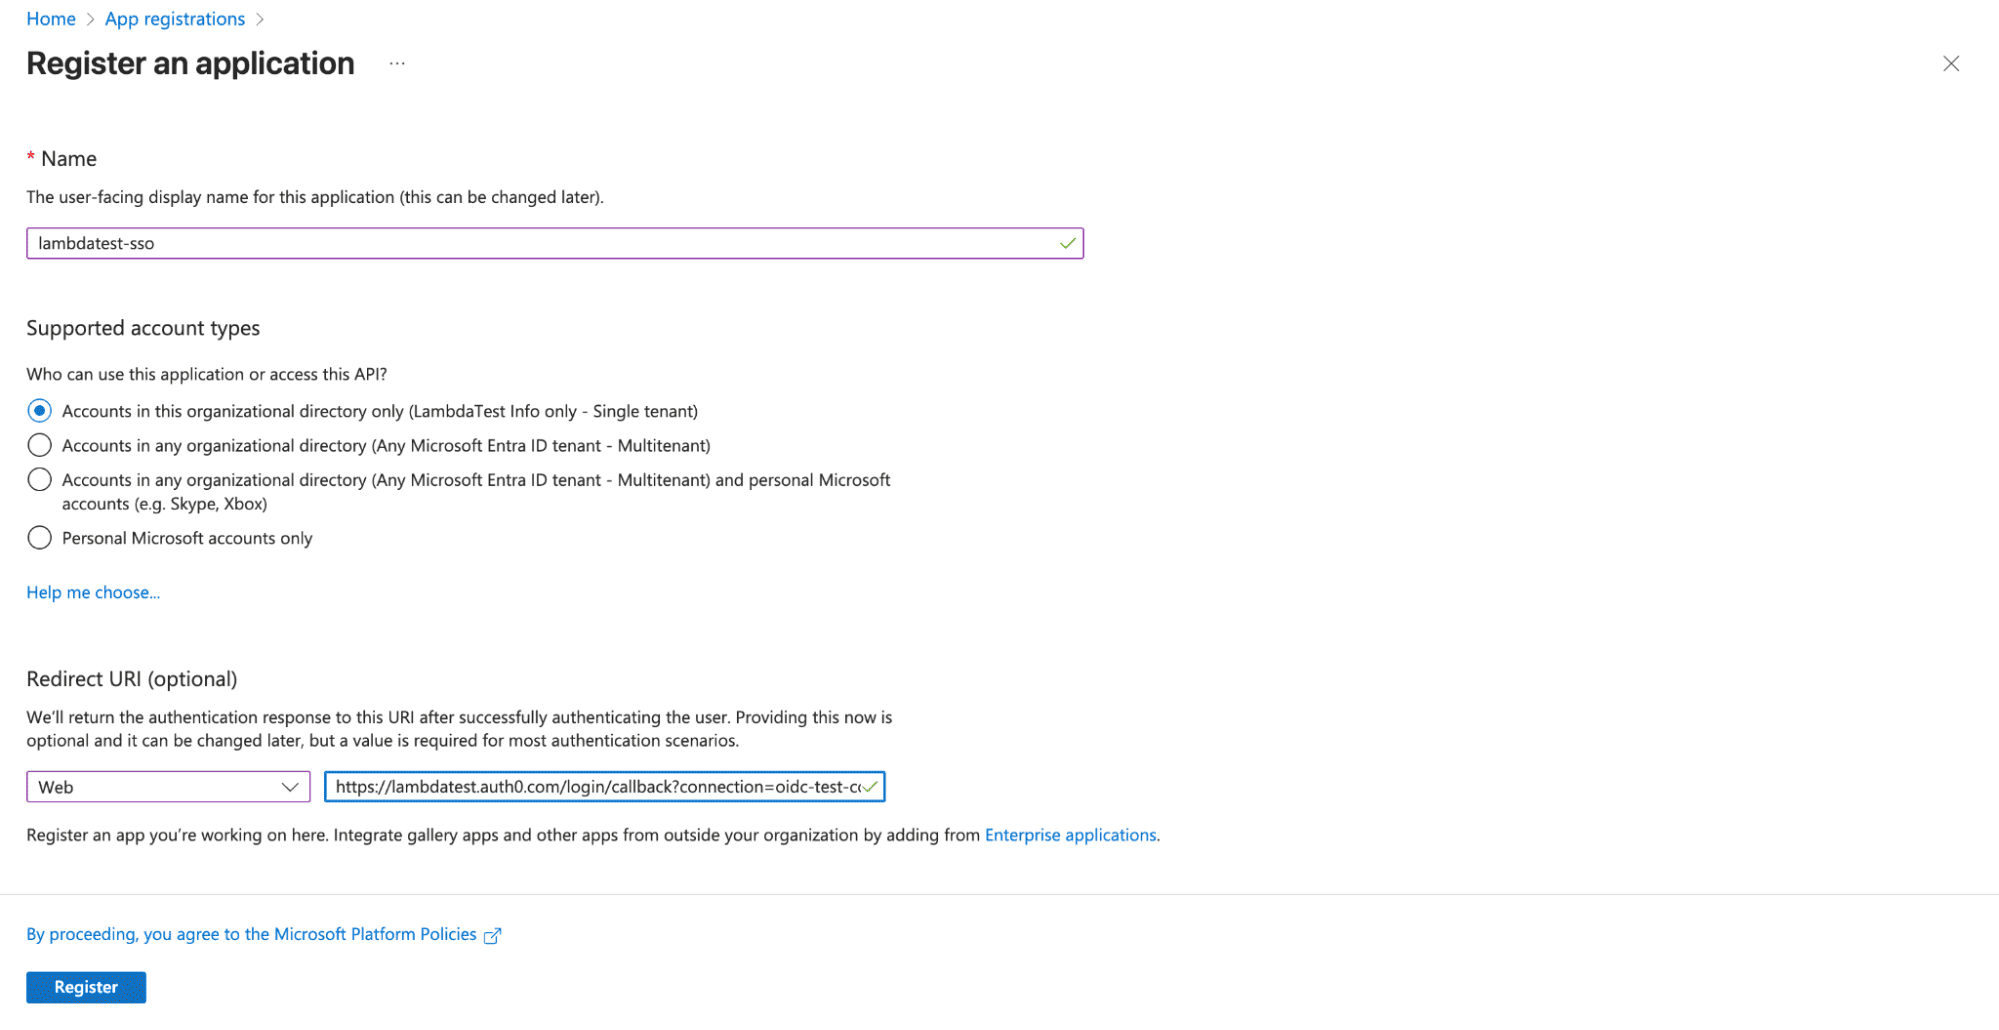 Home > App registrations >
Register an application ...
* Name
The user-facing display name for this application (this can be changed later).
lambdatest-sso
Supported account types
Who can use this application or access this API?
Accounts in this organizational directory only (LambdaTest Info only - Single tenant)
Accounts in any organizational directory (Any Microsoft Entra ID tenant - Multitenant)
Accounts in any organizational directory (Any Microsoft Entra ID tenant - Multitenant) and personal Microsoft
accounts (e.g. Skype, Xbox)
Personal Microsoft accounts only
Help me choose...
Redirect URI (optional)
We'll return the authentication response to this URI after successfully authenticating the user. Providing this now is
optional and it can be changed later, but a value is required for most authentication scenarios.
Web
https://lambdatest.auth0.com/login/callback?connection=oidc-test-co
Register an app you're working on here. Integrate gallery apps and other apps from outside your organization by adding from Enterprise applications.
By proceeding, you agree to the Microsoft Platform Policies
Register